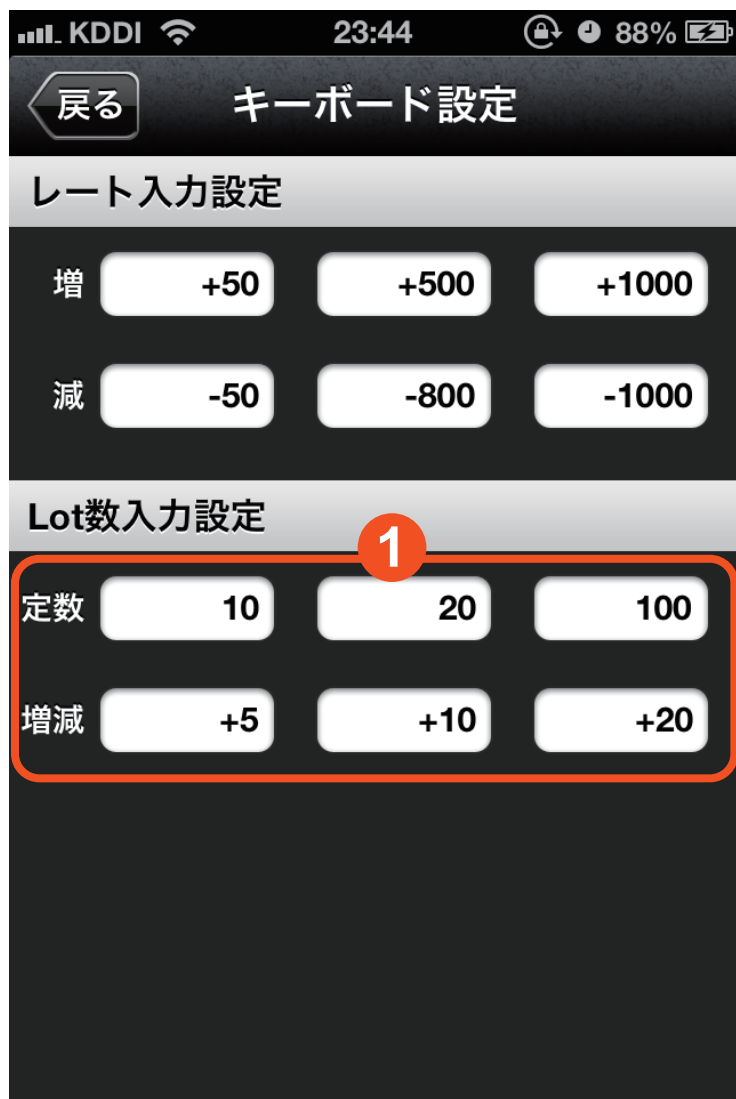 KDDI 23:44 88%
戻る キーボード設定
レート入力設定
増 +50 +500 +1000
減 -50 -800 -1000
Lot数入力設定
1
定数 10 20 100
増減 +5 +10 +20